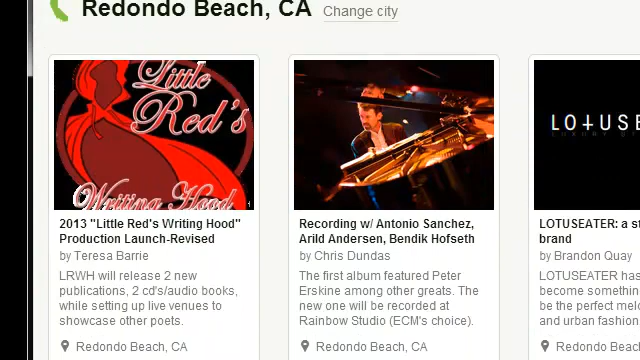 Redondo Beach, CA Change city
Little
Red's
Writing Hood
2013 "Little Red's Writing Hood"
Production Launch-Revised
by Teresa Barrie
LRWH will release 2 new
publications, 2 cd's/audio books,
while setting up live venues to
showcase other poets.
Redondo Beach, CA
Recording w/ Antonio Sanchez,
Arild Andersen, Bendik Hofseth
by Chris Dundas
The first album featured Peter
Erskine among other greats. The
new one will be recorded at
Rainbow Studio (ECM's choice).
Redondo Beach, CA
LOTUSE
LOTUSEATER: a st
brand
by Brandon Quay
LOTUSEATER has
become somethin
be the perfect melo
and urban fashion
Redondo Beach, CA